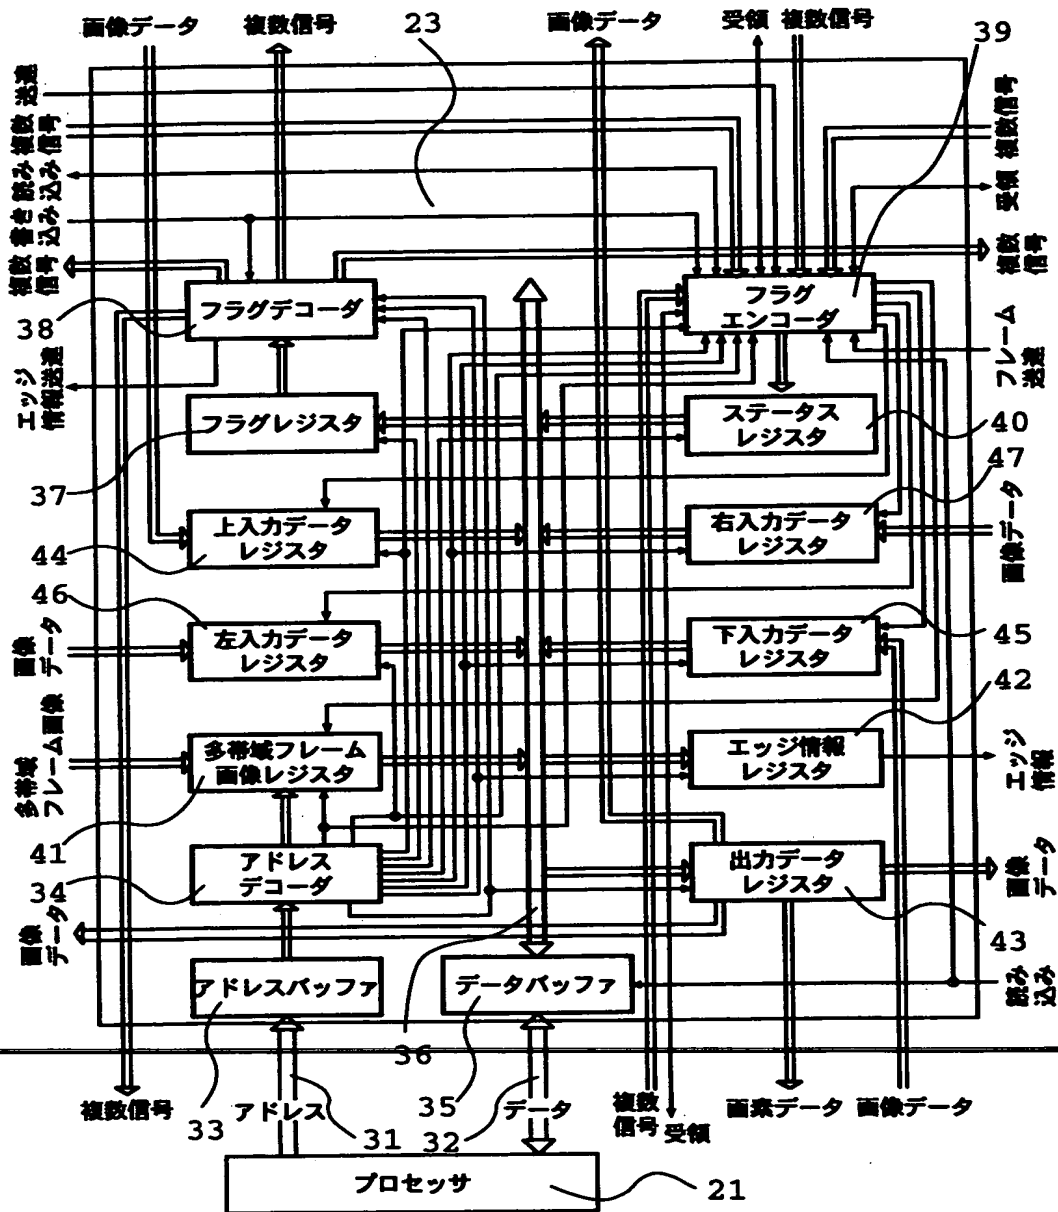 画像データ
複数信号
23
画像データ
受領
複数信号
39
送達
複数
信号
読み
込み
書き
込み
複数
信号
複数信号
受領
複数
信号
フラグデコーダ
38
フラグ
エンコーダ
フレーム
送達
エッジ
情報送達
フラグレジスタ
37
ステータス
レジスタ
40
上入力データ
レジスタ
44
右入力データ
レジスタ
47
画像データ
左入力データ
レジスタ
46
画像
データ
下入力データ
レジスタ
45
多帯域
フレーム画像
多帯域フレーム
画像レジスタ
41
エッジ情報
レジスタ
42
エッジ
情報
アドレス
デコーダ
34
出力データ
レジスタ
43
画像
データ
画像
データ
アドレスバッファ
33
データバッファ
35
36
読み
込み
複数信号
アドレス
31
データ
32
複数
信号
受領
画素データ
画像データ
プロセッサ
21